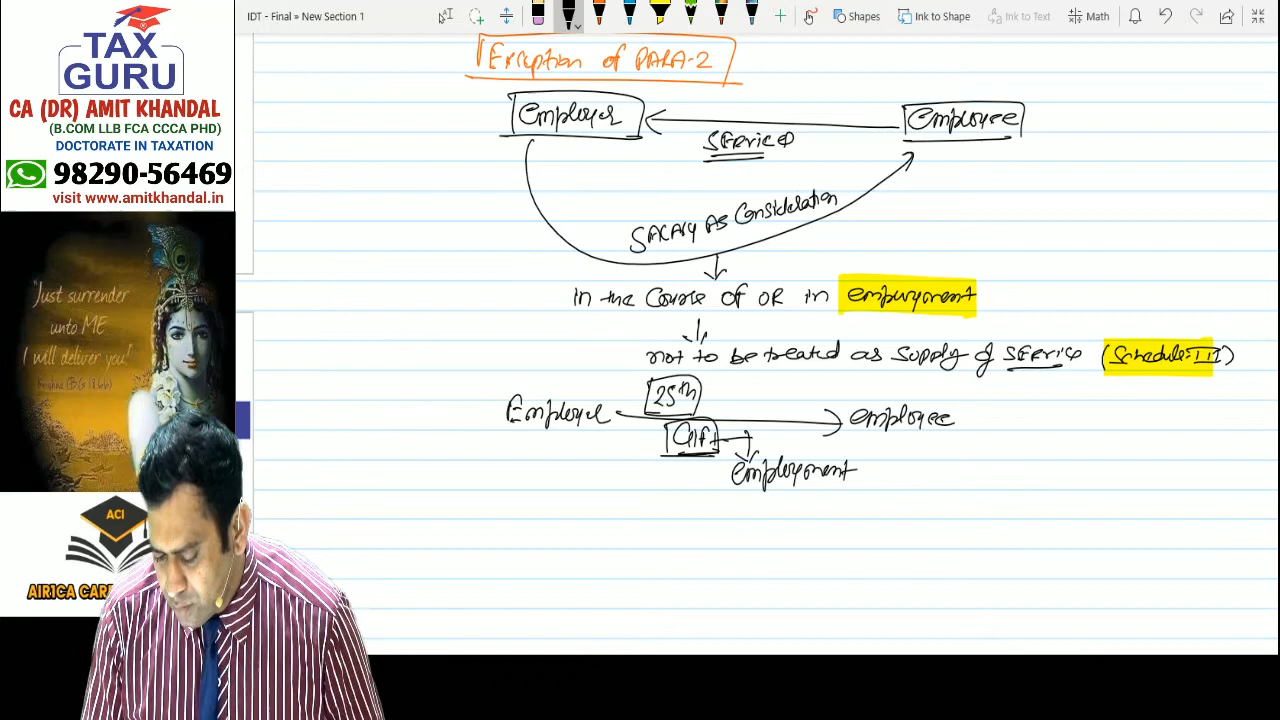 IDT - Final » New Section 1
Shapes
Ink to Shape
Ink to Text
Math
TAX
GURU
CA (DR) AMIT KHANDAL
(B.COM LLB FCA CCCA PHD)
DOCTORATE IN TAXATION
98290-56469
visit www.amitkhandal.in
"Just surrender
unto ME
I will deliver you!"
ACI
AIR1CA CAR
Exception of PARA-2
Employer
Employee
Service
Salary As Consideration
in the Course of OR in employment
not to be treated as supply of service (Schedule-III)
Employer
25th
employee
Gift
employment